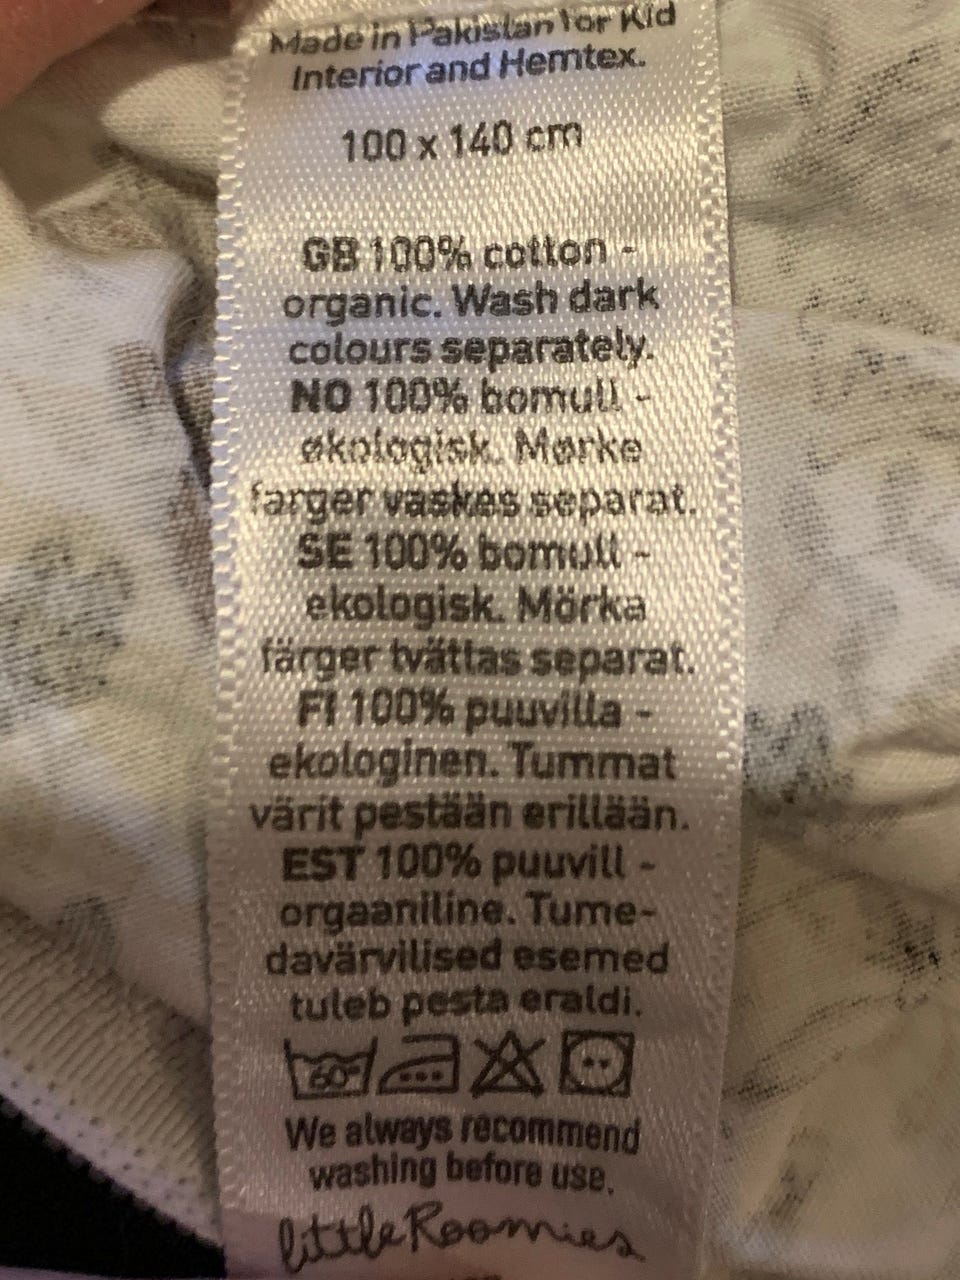 Made in Pakistan for Kid
Interior and Hemtex.
100 x 140 cm
GB 100% cotton -
organic. Wash dark
colours separately.
NO 100% bomull -
økologisk. Mørke
farger vaskes separat.
SE 100% bomull -
ekologisk. Mörka
färger tvättas separat.
FI 100% puuvilla -
ekologinen. Tummat
värit pestään erillään.
EST 100% puuvill -
orgaaniline. Tume-
davärvilised esemed
tuleb pesta eraldi.
60°
We always recommend
washing before use.
littleRoomies